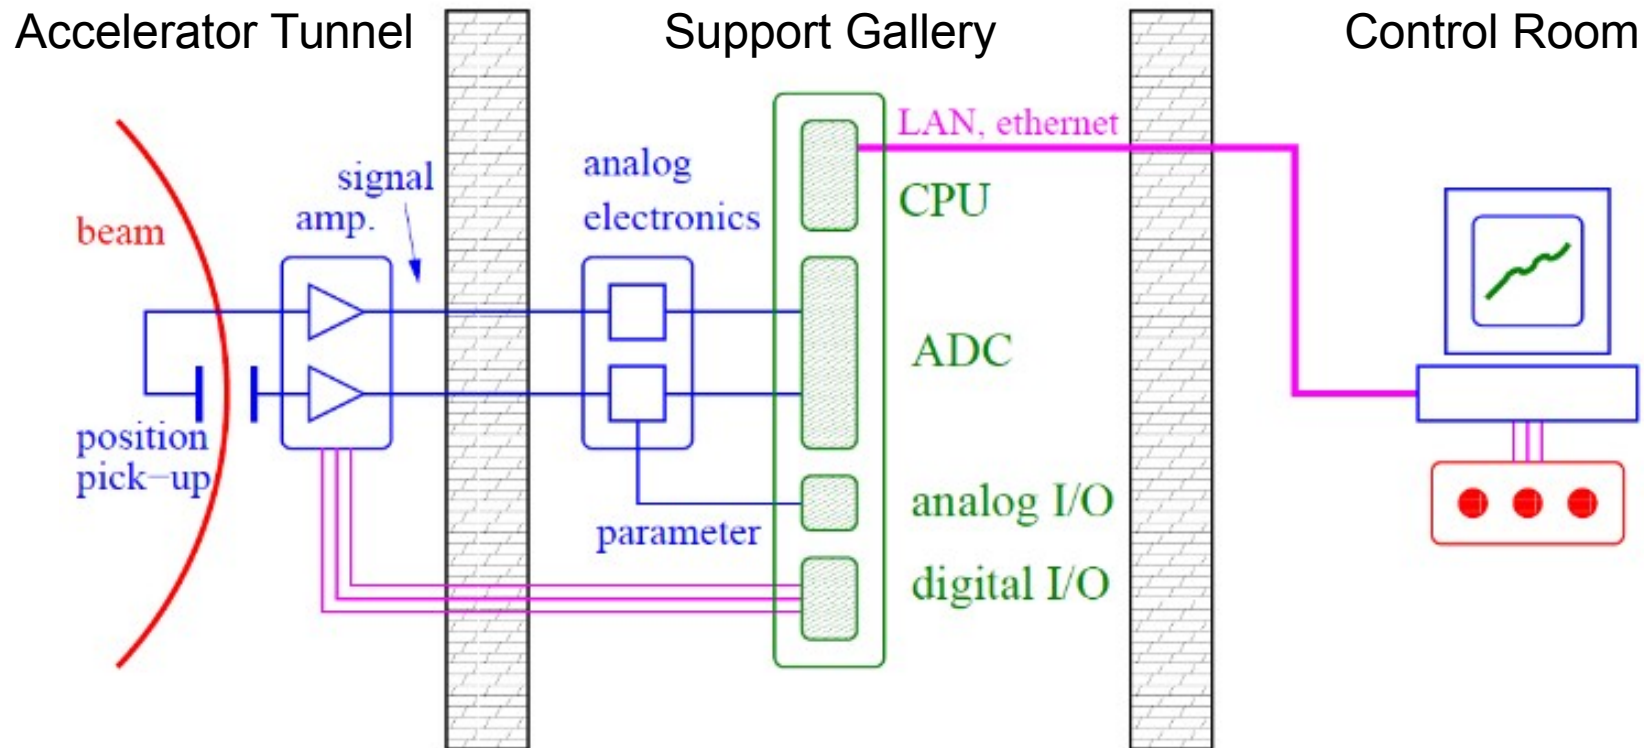 Accelerator Tunnel
Support Gallery
Control Room
beam
signal
amp.
position
pick−up
analog
electronics
parameter
LAN, ethernet
CPU
ADC
analog I/O
digital I/O